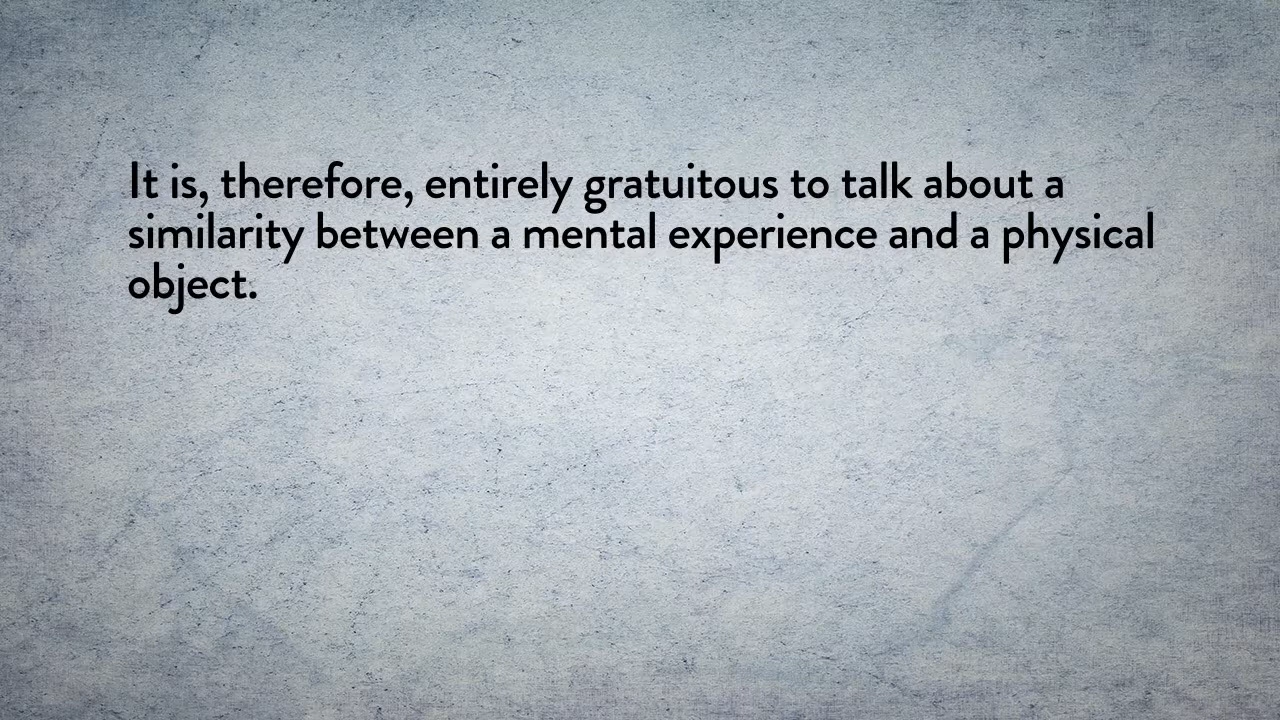 It is, therefore, entirely gratuitous to talk about a
similarity between a mental experience and a physical
object.